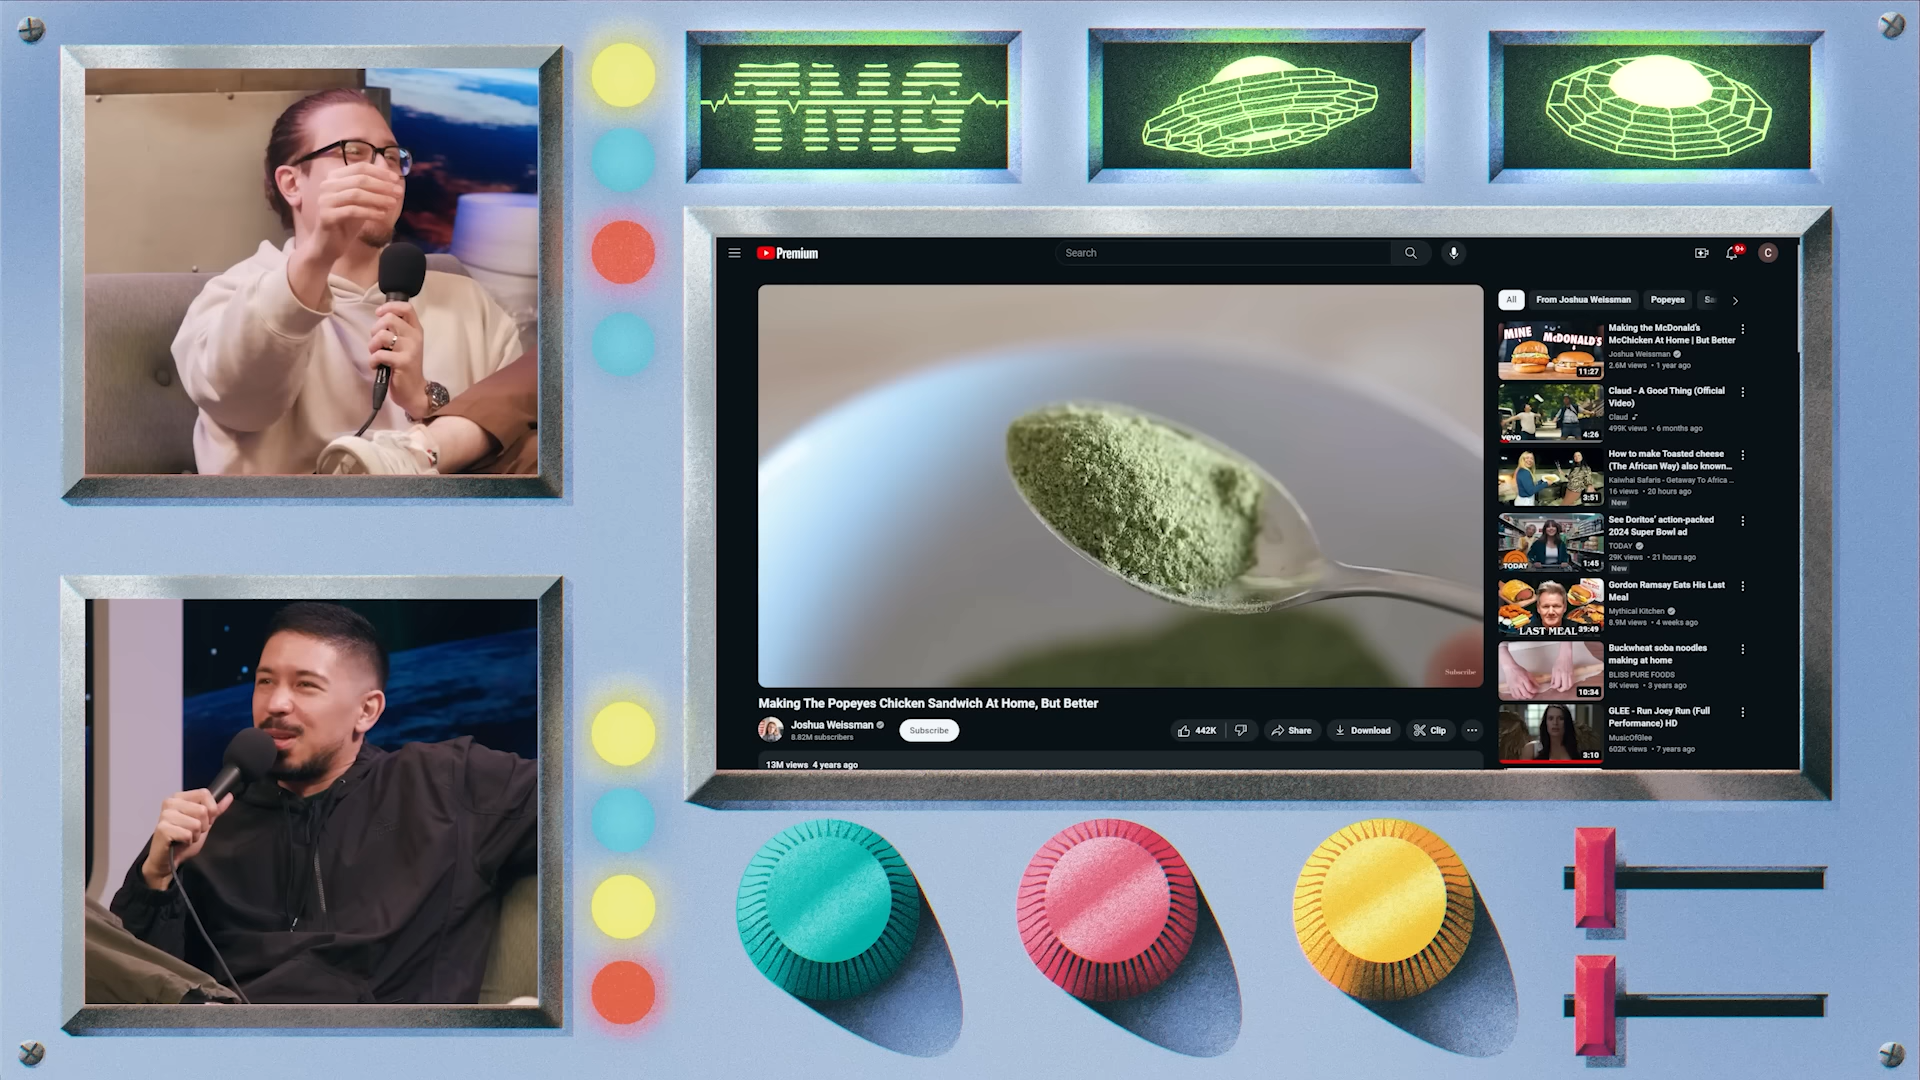 TMG
Premium
Search
9+
C
Subscribe
Making The Popeyes Chicken Sandwich At Home, But Better
Joshua Weissman
8.82M subscribers
Subscribe
442K
Share
Download
Clip
13M views 4 years ago
All
From Joshua Weissman
Popeyes
Sa
MINE
McDONALD'S
11:27
Making the McDonald's
McChicken At Home | But Better
Joshua Weissman
2.6M views • 1 year ago
vevo
4:26
Claud - A Good Thing (Official
Video)
Claud
499K views • 6 months ago
3:51
How to make Toasted cheese
(The African Way) also known...
Kaiwhai Safaris - Getaway To Africa ...
16 views • 20 hours ago
New
TODAY
1:45
See Doritos' action-packed
2024 Super Bowl ad
TODAY
29K views • 21 hours ago
New
LAST MEAL
39:49
Gordon Ramsay Eats His Last
Meal
Mythical Kitchen
8.9M views • 4 weeks ago
10:34
Buckwheat soba noodles
making at home
BLISS PURE FOODS
8K views • 3 years ago
3:10
GLEE - Run Joey Run (Full
Performance) HD
MusicOfGlee
602K views • 7 years ago